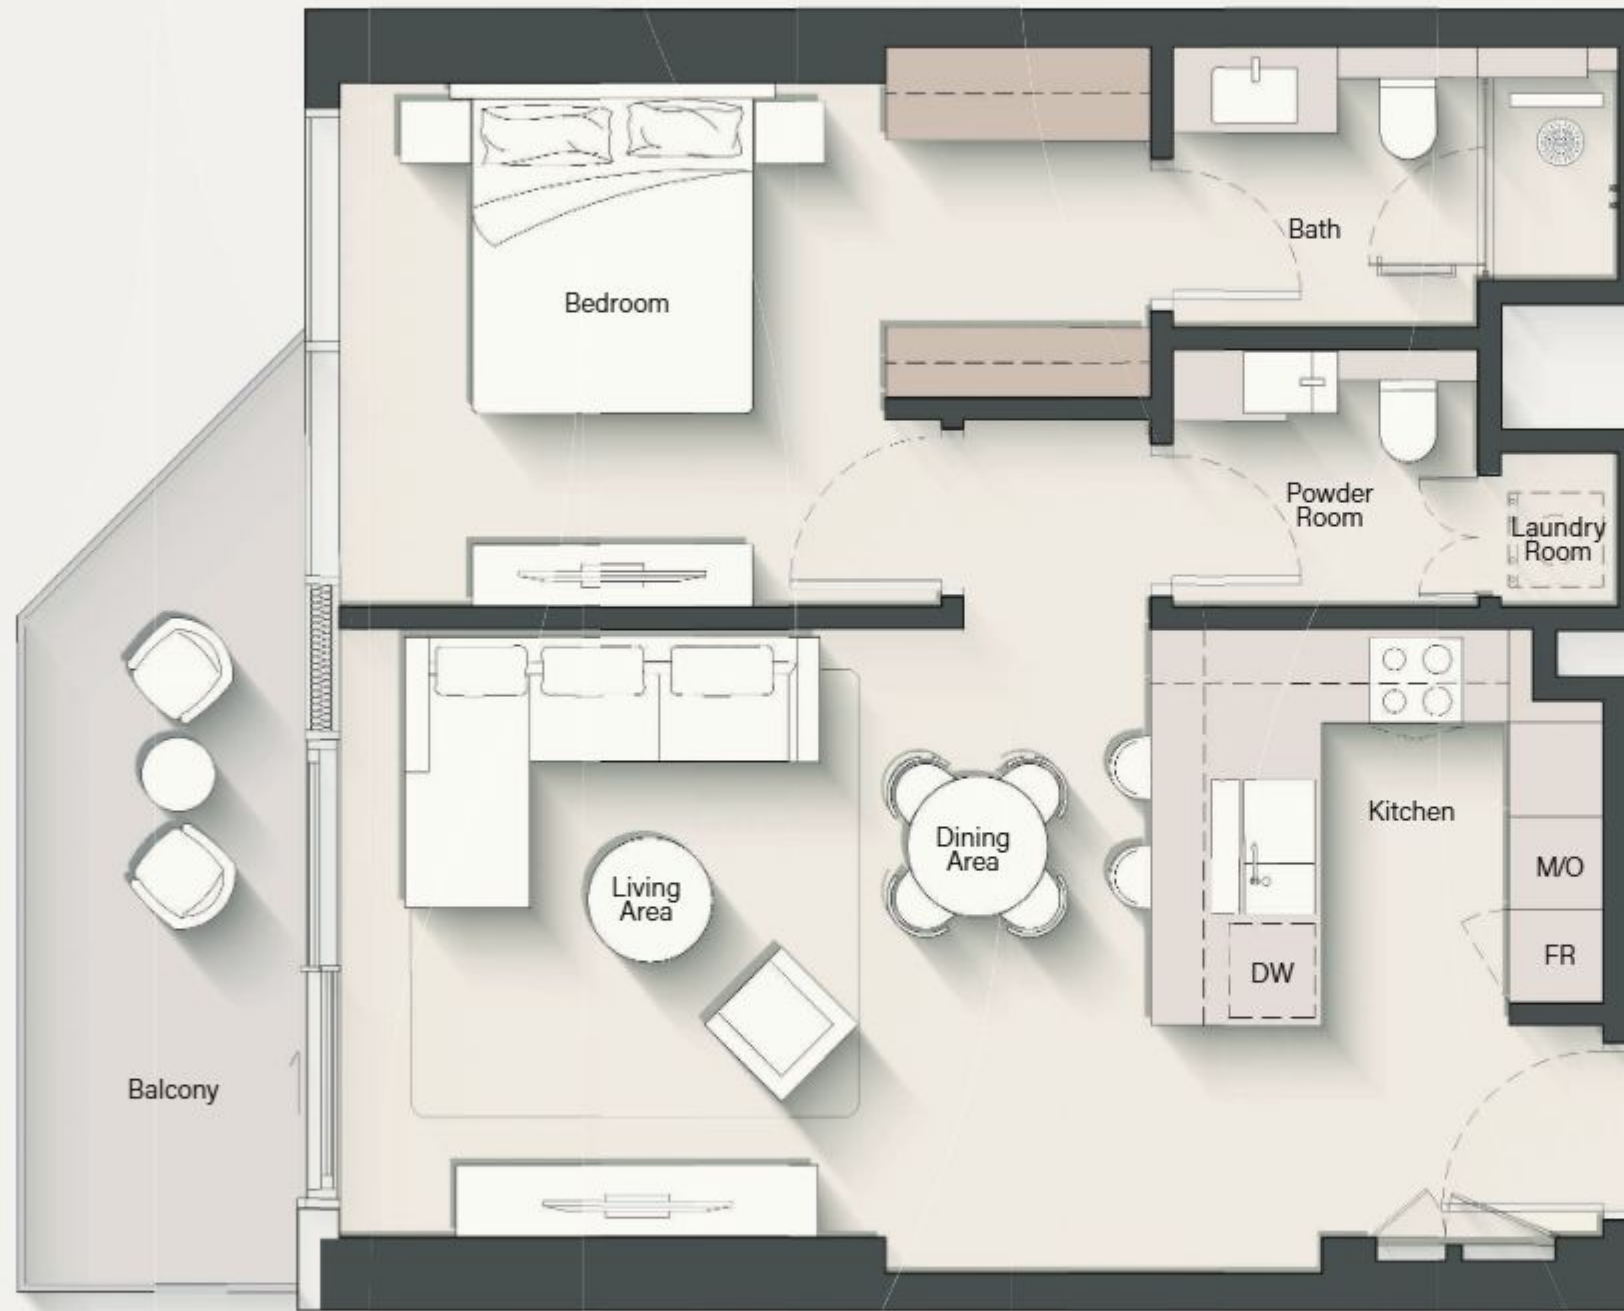 Bath
Bedroom
Powder
Room
Laundry
Room
Kitchen
Dining
Area
M/O
Living
Area
FR
DW
Balcony